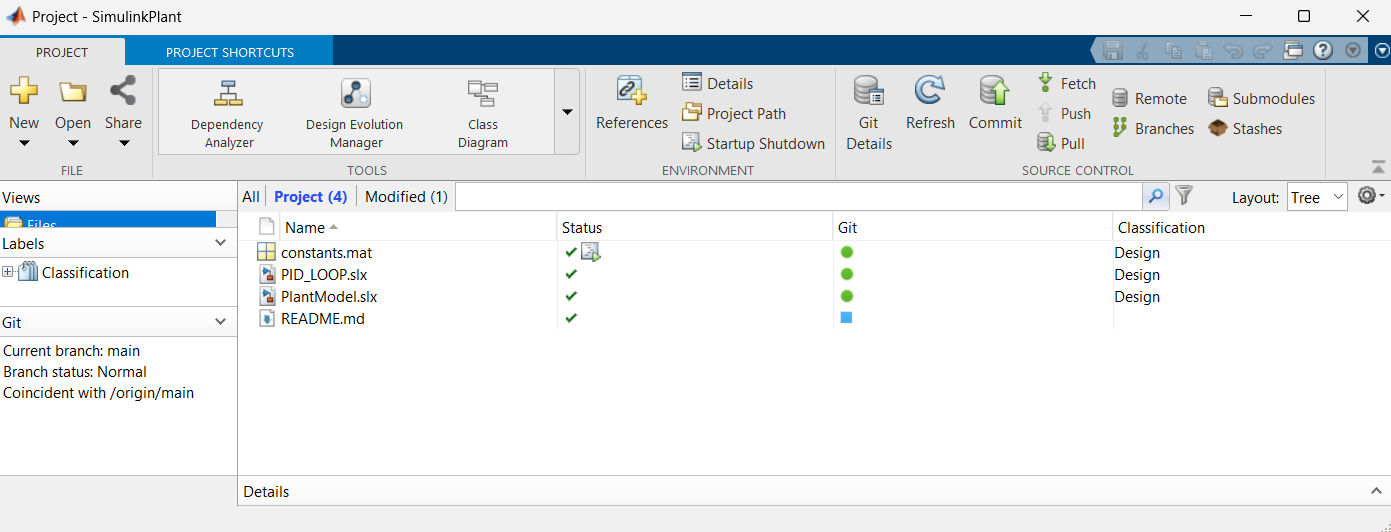 Project - SimulinkPlant
PROJECT PROJECT SHORTCUTS
New Open Share
FILE
Dependency Analyzer
Design Evolution Manager
Class Diagram
TOOLS
References
Details
Project Path
Startup Shutdown
ENVIRONMENT
Git Details
Refresh
Commit
Fetch
Push
Pull
Remote
Branches
Submodules
Stashes
SOURCE CONTROL
Views
Files
Labels
Classification
Git
Current branch: main
Branch status: Normal
Coincident with /origin/main
All Project (4) Modified (1) Layout: Tree
Name Status Git Classification
constants.mat Design
PID_LOOP.slx Design
PlantModel.slx Design
README.md
Details